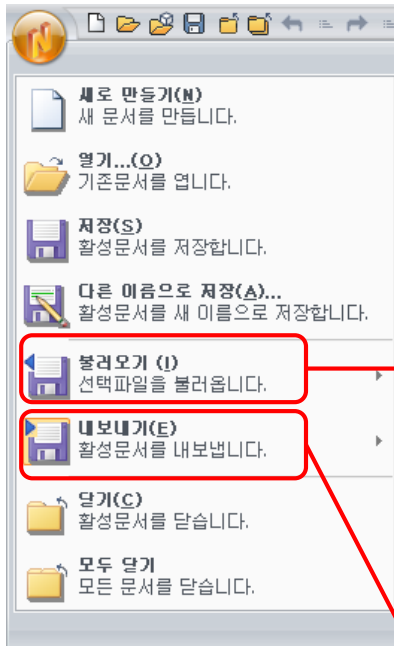 새로 만들기(N)
새 문서를 만듭니다.
열기...(O)
기존문서를 엽니다.
저장(S)
활성문서를 저장합니다.
다른 이름으로 저장(A)...
활성문서를 새 이름으로 저장합니다.
불러오기 (I)
선택파일을 불러옵니다.
내보내기(E)
활성문서를 내보냅니다.
닫기(C)
활성문서를 닫습니다.
모두 닫기
모든 문서를 닫습니다.